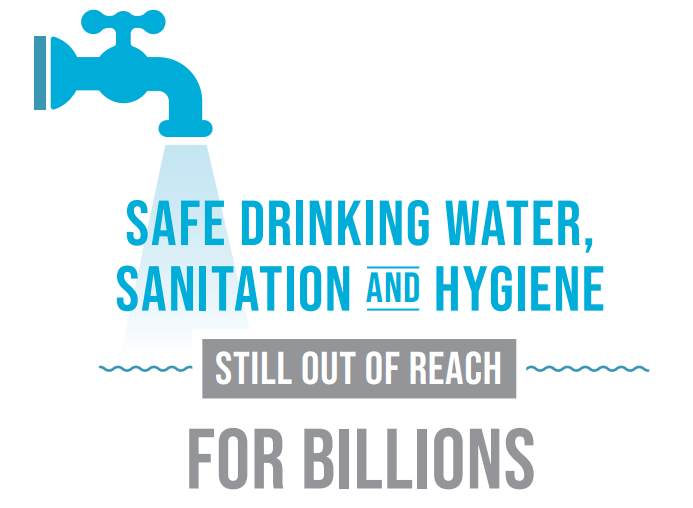 SAFE DRINKING WATER,
SANITATION AND HYGIENE
STILL OUT OF REACH
FOR BILLIONS